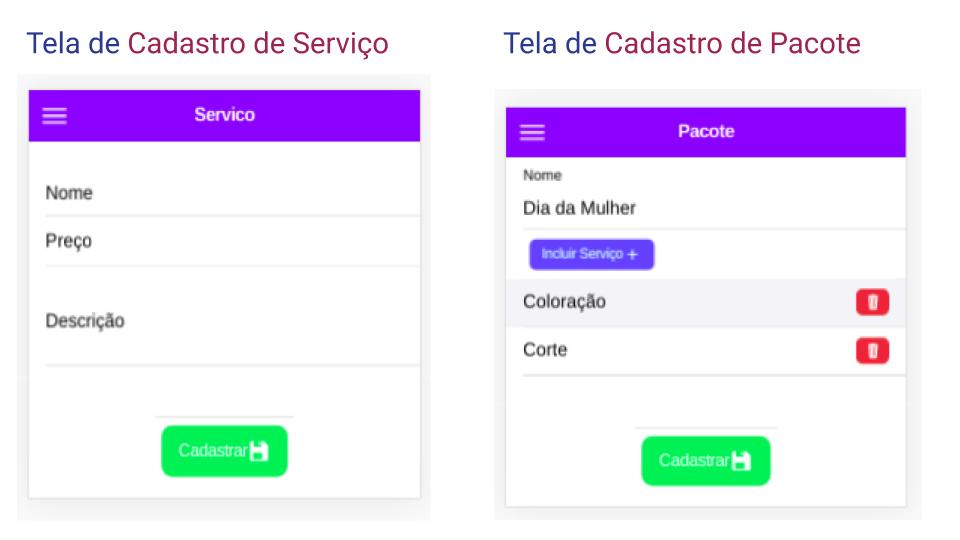 Tela de Cadastro de Serviço
Servico
Nome
Preço
Descrição
Cadastrar
Tela de Cadastro de Pacote
Pacote
Nome
Dia da Mulher
Incluir Serviço +
Coloração
Corte
Cadastrar